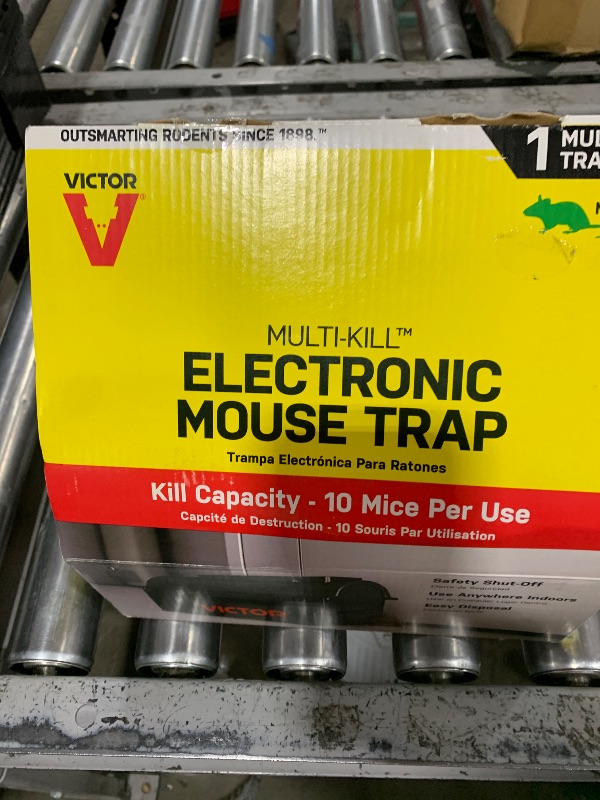 OUTSMARTING RODENTS SINCE 1898.™
1 MUL
TRA
VICTOR
V®
MULTI-KILL™
ELECTRONIC
MOUSE TRAP
Trampa Electrónica Para Ratones
Kill Capacity - 10 Mice Per Use
Capcité de Destruction - 10 Souris Par Utilisation
Safety Shut-Off
Use Anywhere Indoors
Easy Disposal
VICTOR